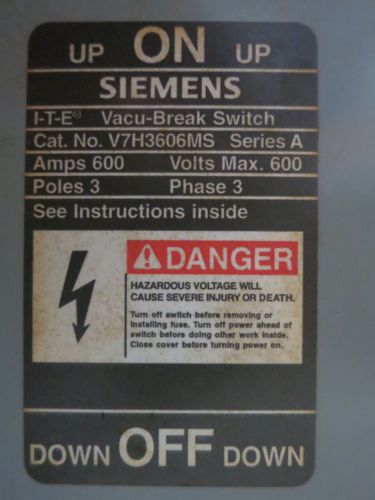 UP ON UP
SIEMENS
I-T-E® Vacu-Break Switch
Cat. No. V7H3606MS Series A
Amps 600 Volts Max. 600
Poles 3 Phase 3
See Instructions inside
DANGER
HAZARDOUS VOLTAGE WILL
CAUSE SEVERE INJURY OR DEATH.
Turn off switch before removing or
installing fuse. Turn off power ahead of
switch before doing other work inside.
Close cover before turning power on.
DOWN OFF DOWN